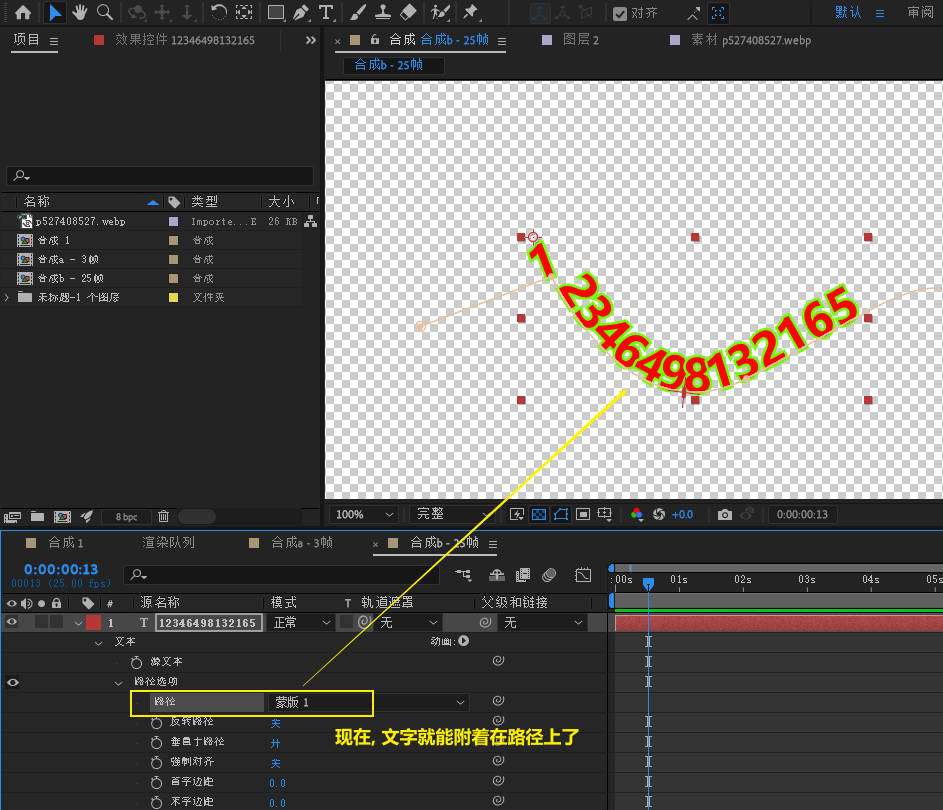 对齐 默认 审阅
项目 效果控件 12346498132165
合成 合成b - 25帧 图层 2 素材 p527408527.webp
合成b - 25帧
名称 类型 大小
p527408527.webp Importe...E 26 KB
合成 1 合成
合成a - 3帧 合成
合成b - 25帧 合成
未标题-1 个图层 文件夹
12346498132165
8 bpc 100% 完整 +0.0 0:00:00:13
合成 1 渲染队列 合成a - 3帧 合成b - 25帧
0:00:00:13
00013 (25.00 fps)
:00s 01s 02s 03s 04s 05s
# 源名称 模式 T 轨道遮罩 父级和链接
1 T 12346498132165 正常 无 无
文本 动画:
源文本
路径选项
路径 蒙版 1
反转路径 关
垂直于路径 开
强制对齐 关
首字边距 0.0
末字边距 0.0
现在, 文字就能附着在路径上了